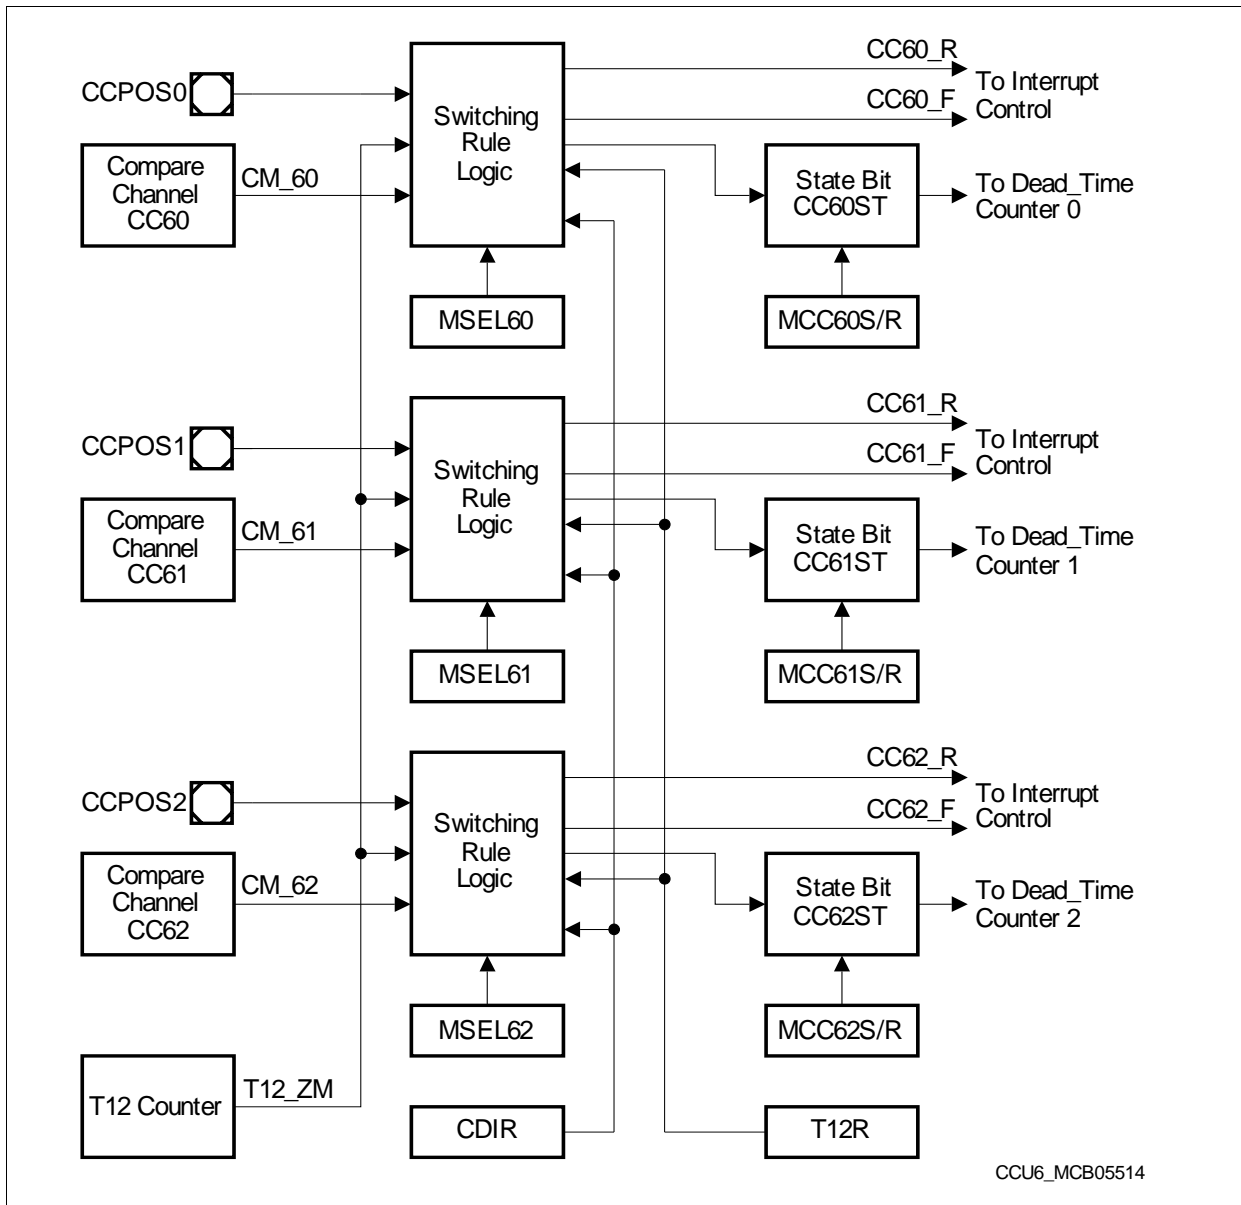 CC60_R
CCPOS0
To Interrupt
Control
CC60_F
Switching
Rule
Logic
Compare
Channel
CC60
CM_60
State Bit
CC60ST
To Dead_Time
Counter 0
MSEL60
MCC60S/R
CC61_R
CCPOS1
To Interrupt
Control
CC61_F
Switching
Rule
Logic
Compare
Channel
CC61
CM_61
State Bit
CC61ST
To Dead_Time
Counter 1
MSEL61
MCC61S/R
CC62_R
CCPOS2
To Interrupt
Control
CC62_F
Switching
Rule
Logic
Compare
Channel
CC62
CM_62
State Bit
CC62ST
To Dead_Time
Counter 2
MSEL62
MCC62S/R
T12 Counter
T12_ZM
CDIR
T12R
CCU6_MCB05514